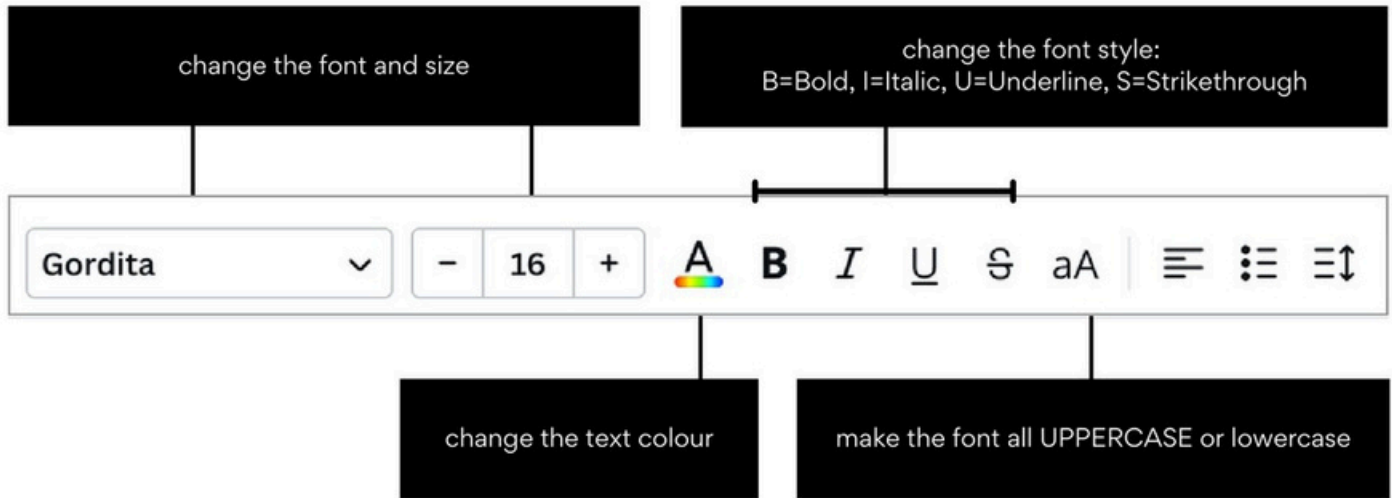 change the font and size
change the font style:
B=Bold, I=Italic, U=Underline, S=Strikethrough
Gordita
− 16 +
A B I U S aA
change the text colour
make the font all UPPERCASE or lowercase